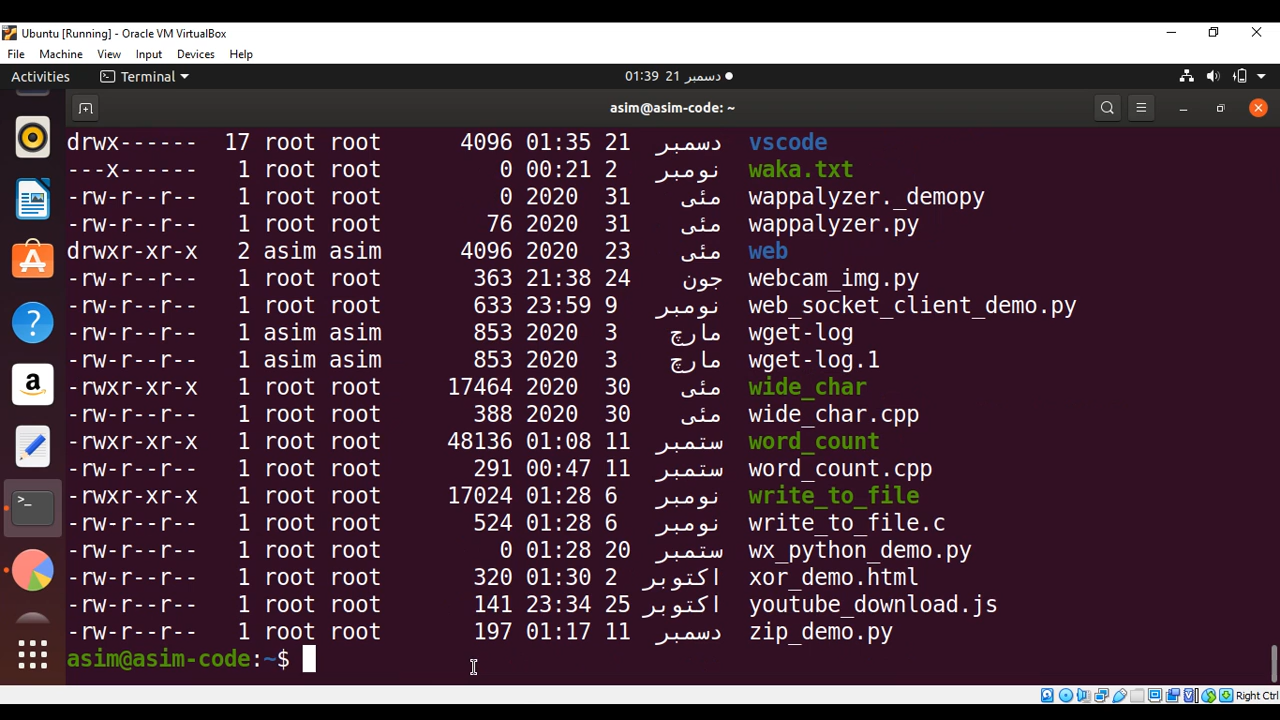 Ubuntu [Running] - Oracle VM VirtualBox
File Machine View Input Devices Help
Activities Terminal 01:39 21 دسمبر
asim@asim-code: ~
drwx------ 17 root root 4096 01:35 21 دسمبر vscode
---x------ 1 root root 0 00:21 2 نومبر waka.txt
-rw-r--r-- 1 root root 0 2020 31 مئی wappalyzer._demopy
-rw-r--r-- 1 root root 76 2020 31 مئی wappalyzer.py
drwxr-xr-x 2 asim asim 4096 2020 23 مئی web
-rw-r--r-- 1 root root 363 21:38 24 جون webcam_img.py
-rw-r--r-- 1 root root 633 23:59 9 نومبر web_socket_client_demo.py
-rw-r--r-- 1 asim asim 853 2020 3 مارچ wget-log
-rw-r--r-- 1 asim asim 853 2020 3 مارچ wget-log.1
-rwxr-xr-x 1 root root 17464 2020 30 مئی wide_char
-rw-r--r-- 1 root root 388 2020 30 مئی wide_char.cpp
-rwxr-xr-x 1 root root 48136 01:08 11 ستمبر word_count
-rw-r--r-- 1 root root 291 00:47 11 ستمبر word_count.cpp
-rwxr-xr-x 1 root root 17024 01:28 6 نومبر write_to_file
-rw-r--r-- 1 root root 524 01:28 6 نومبر write_to_file.c
-rw-r--r-- 1 root root 0 01:28 20 ستمبر wx_python_demo.py
-rw-r--r-- 1 root root 320 01:30 2 اکتوبر xor_demo.html
-rw-r--r-- 1 root root 141 23:34 25 اکتوبر youtube_download.js
-rw-r--r-- 1 root root 197 01:17 11 دسمبر zip_demo.py
asim@asim-code:~$
Right Ctrl